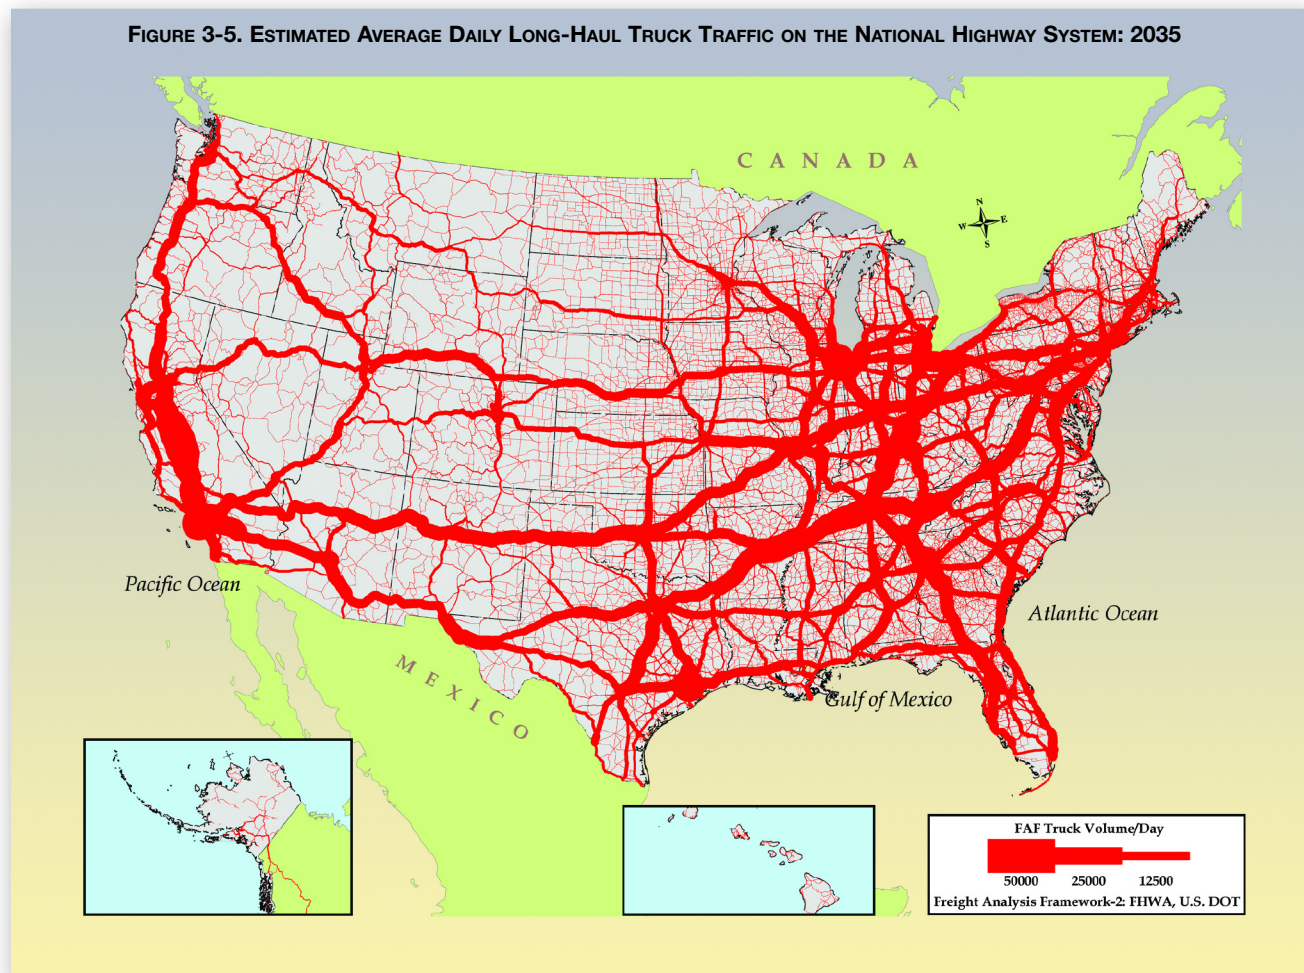 FIGURE 3-5. ESTIMATED AVERAGE DAILY LONG-HAUL TRUCK TRAFFIC ON THE NATIONAL HIGHWAY SYSTEM: 2035
CANADA
N
W E
S
Pacific Ocean
Atlantic Ocean
MEXICO
Gulf of Mexico
FAF Truck Volume/Day
50000 25000 12500
Freight Analysis Framework-2: FHWA, U.S. DOT